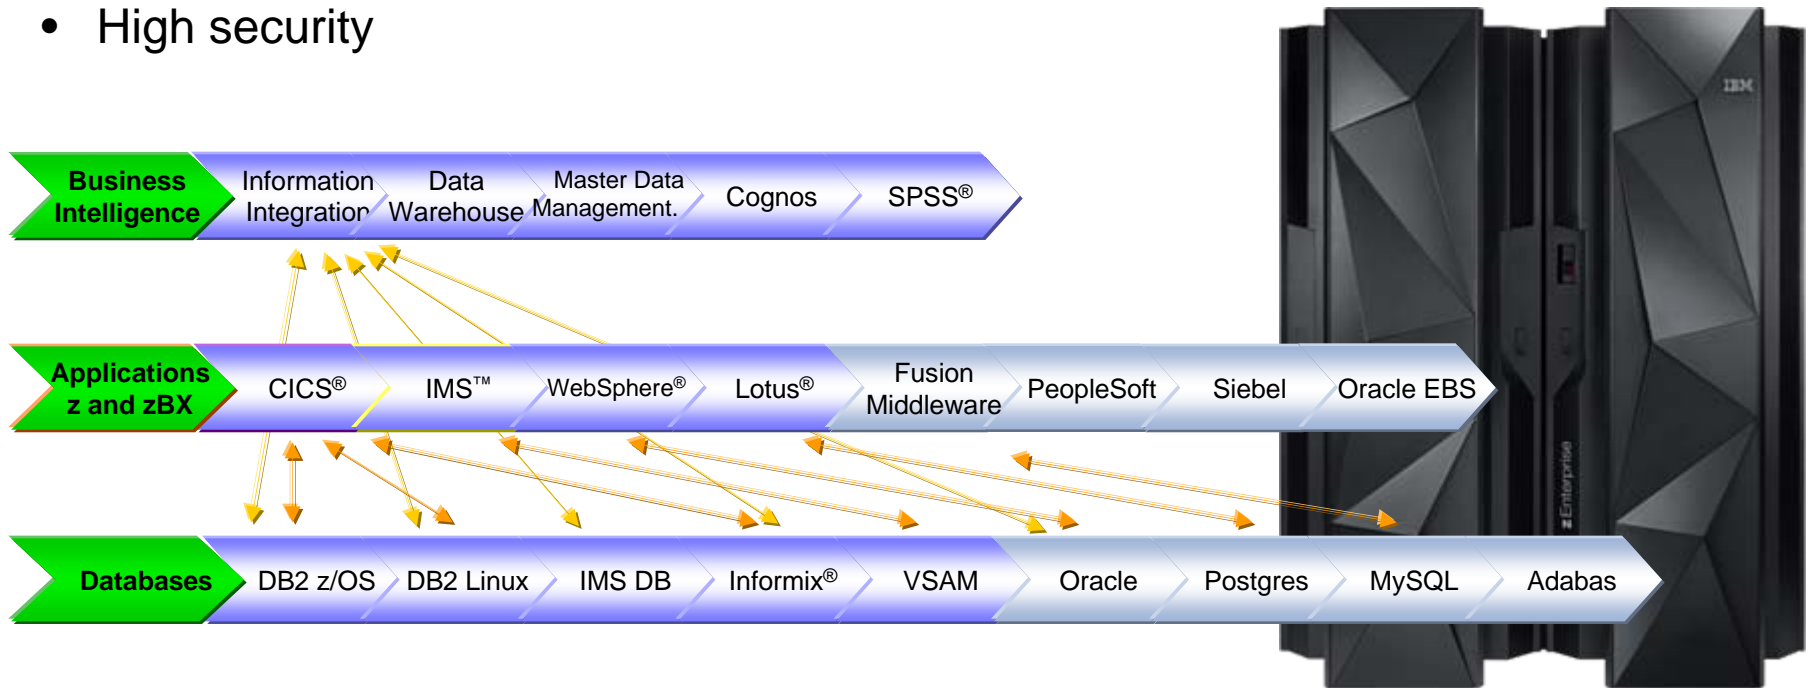 • High security
IBM
Business
Intelligence
Information
Integration
Data
Warehouse
Master Data
Management.
Cognos
SPSS®
Applications
z and zBX
CICS®
IMS™
WebSphere®
Lotus®
Fusion
Middleware
PeopleSoft
Siebel
Oracle EBS
zEnterprise
Databases
DB2 z/OS
DB2 Linux
IMS DB
Informix®
VSAM
Oracle
Postgres
MySQL
Adabas